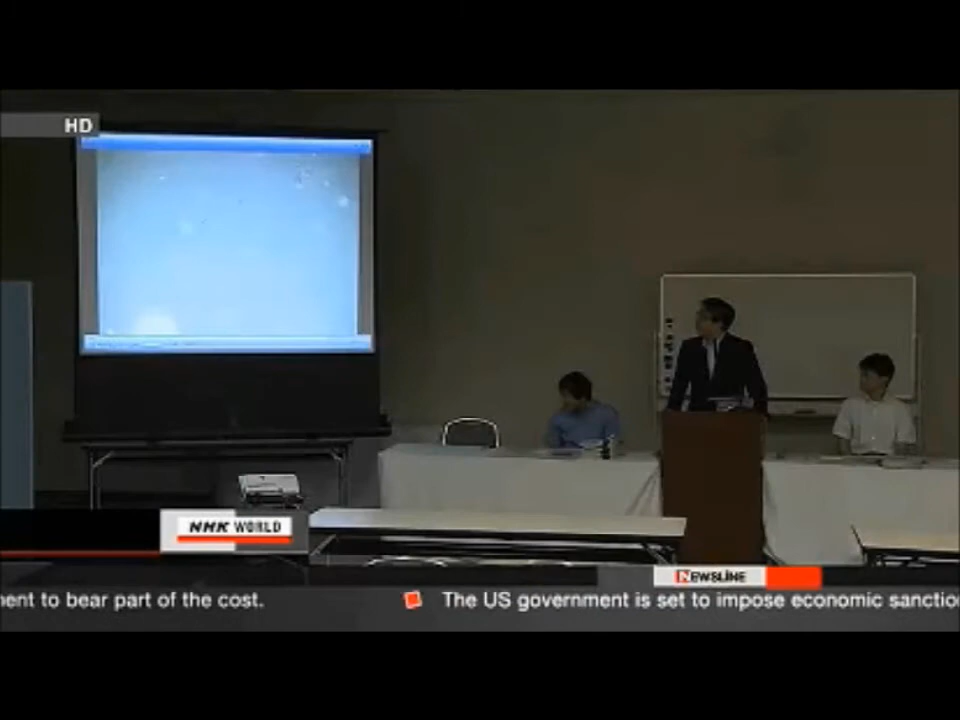 HD
NHK WORLD
NEWSLINE
ent to bear part of the cost.
The US government is set to impose economic sanctio